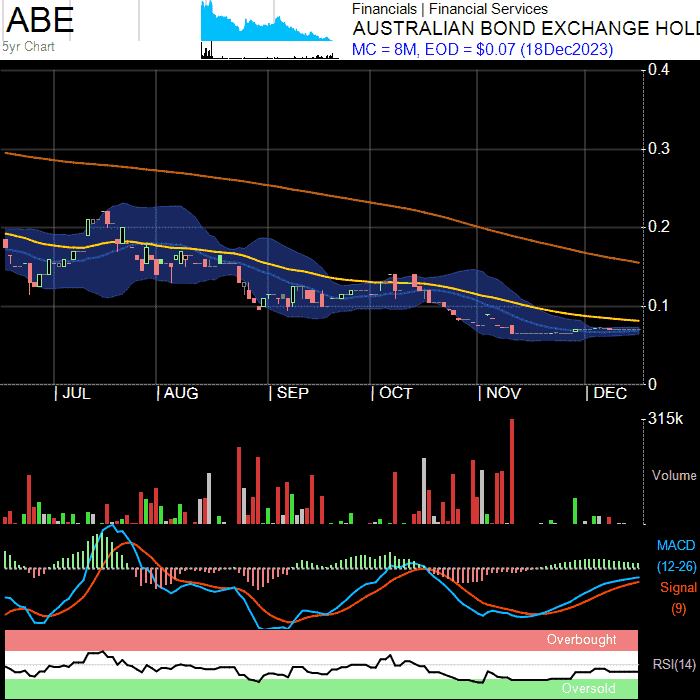 ABE
5yr Chart
Financials | Financial Services
AUSTRALIAN BOND EXCHANGE HOLD
MC = 8M, EOD = $0.07 (18Dec2023)
0.4
0.3
0.2
0.1
0
| JUL | AUG | SEP | OCT | NOV | DEC
315k
Volume
MACD
(12-26)
Signal
(9)
Overbought
RSI(14)
Oversold